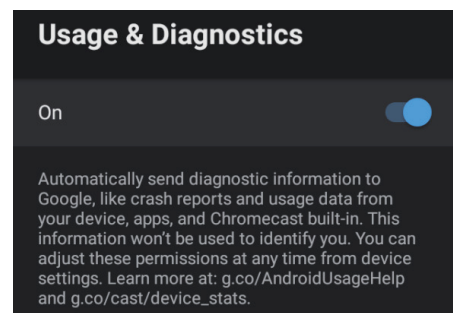 Usage & Diagnostics
On
Automatically send diagnostic information to
Google, like crash reports and usage data from
your device, apps, and Chromecast built-in. This
information won't be used to identify you. You can
adjust these permissions at any time from device
settings. Learn more at: g.co/AndroidUsageHelp
and g.co/cast/device_stats.